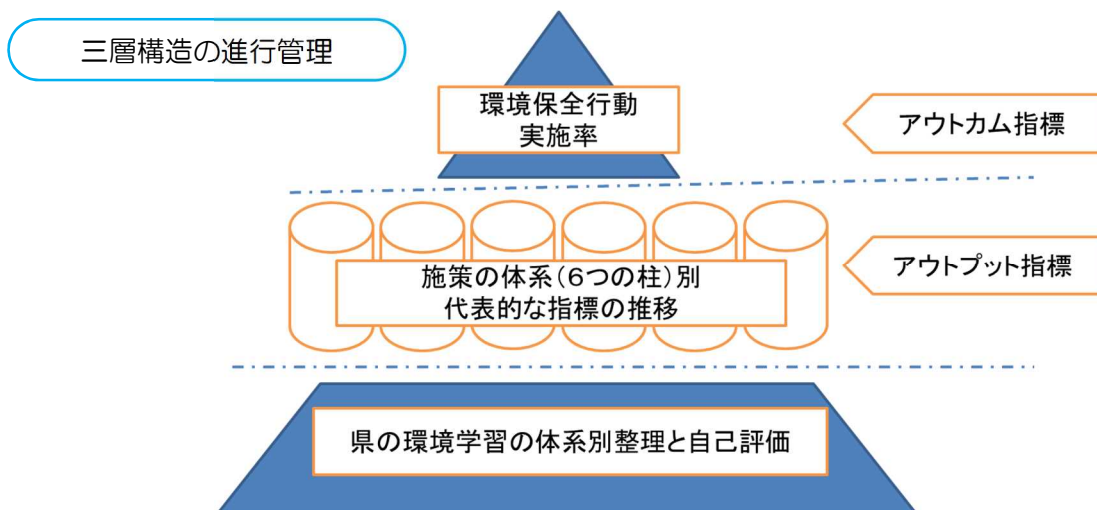 三層構造の進行管理
環境保全行動
実施率
アウトカム指標
施策の体系(6つの柱)別
代表的な指標の推移
アウトプット指標
県の環境学習の体系別整理と自己評価